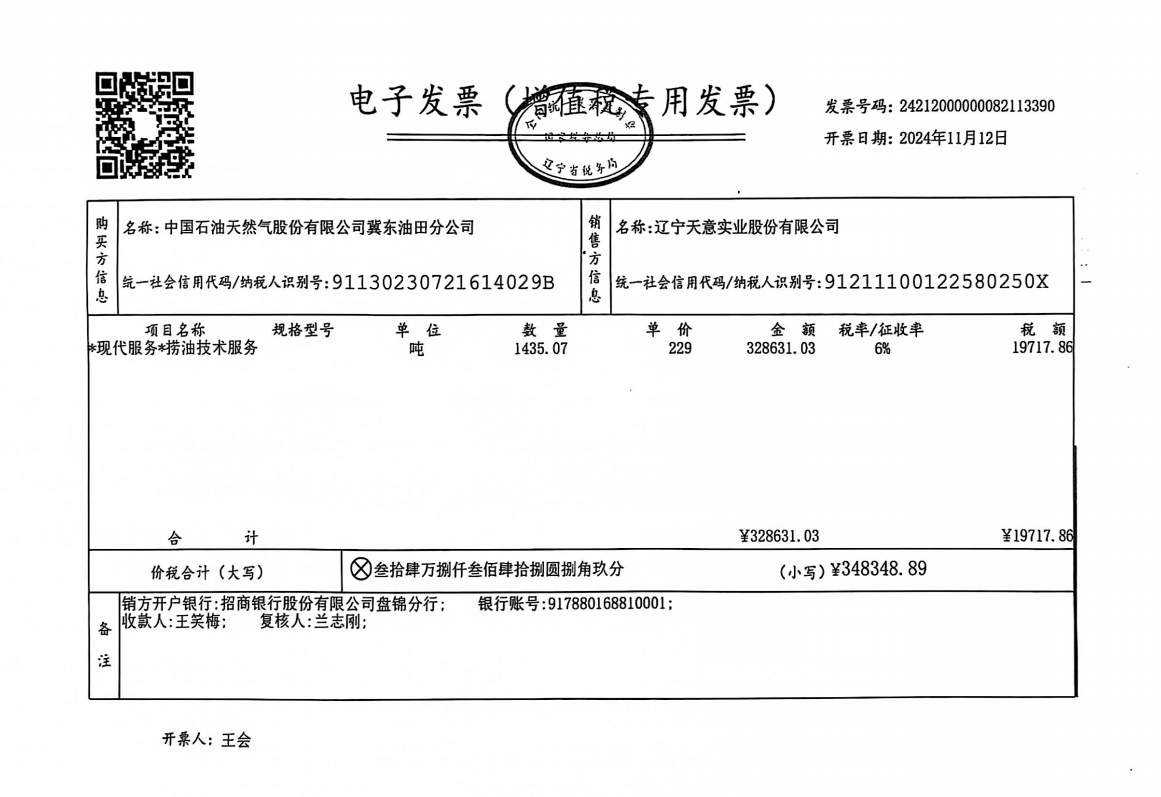 电子发票（增值税专用发票）
发票号码: 24212000000082113390
开票日期: 2024年11月12日
国家税务总局
辽宁省税务局
购买方信息
名称: 中国石油天然气股份有限公司冀东油田分公司
统一社会信用代码/纳税人识别号: 91130230721614029B
销售方信息
名称: 辽宁天意实业股份有限公司
统一社会信用代码/纳税人识别号: 91211100122580250X
项目名称 规格型号 单位 数量 单价 金额 税率/征收率 税额
*现代服务*捞油技术服务 吨 1435.07 229 328631.03 6% 19717.86
合计 ¥328631.03 ¥19717.86
价税合计（大写） ⊗叁拾肆万捌仟叁佰肆拾捌圆捌角玖分 （小写）¥348348.89
备注
销方开户银行:招商银行股份有限公司盘锦分行; 银行账号:917880168810001;
收款人:王笑梅; 复核人:兰志刚;
开票人: 王会